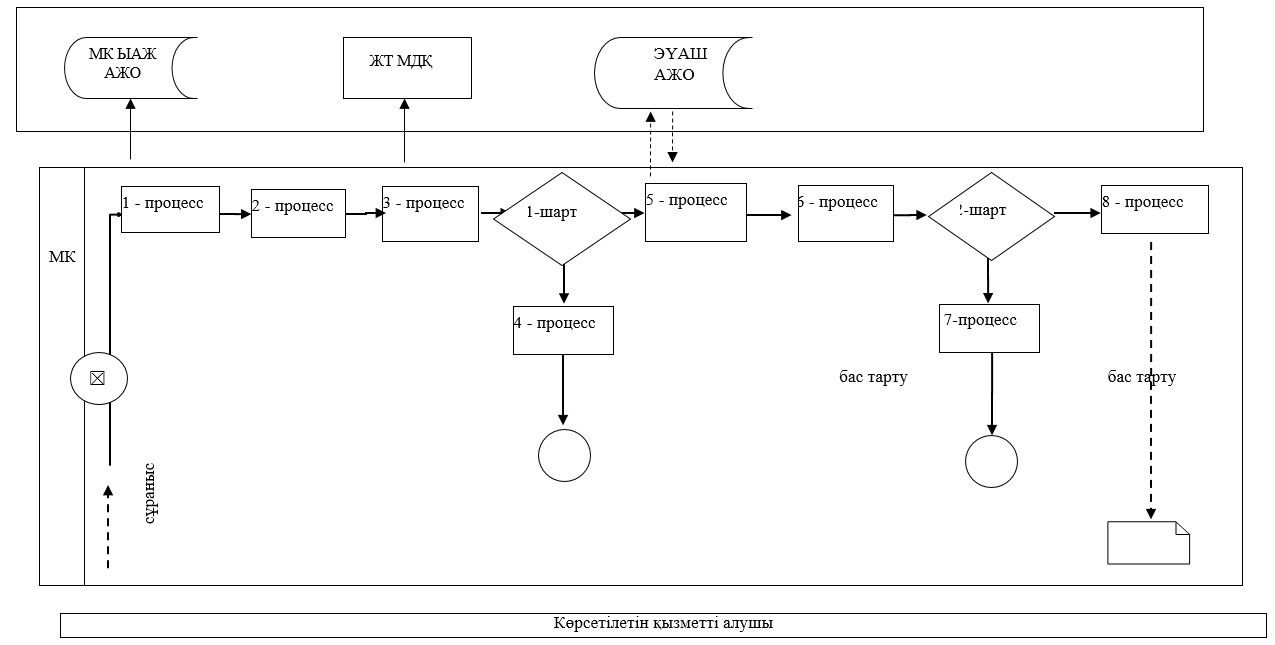 МК ЫАЖ
АЖО
ЖТ МДҚ
ЭҮАШ
АЖО
МК
1 - процесс
2 - процесс
3 - процесс
1-шарт
5 - процесс
6 - процесс
2-шарт
8 - процесс
4 - процесс
7-процесс
бас тарту
бас тарту
сұраныс
Көрсетілетін қызметті алушы